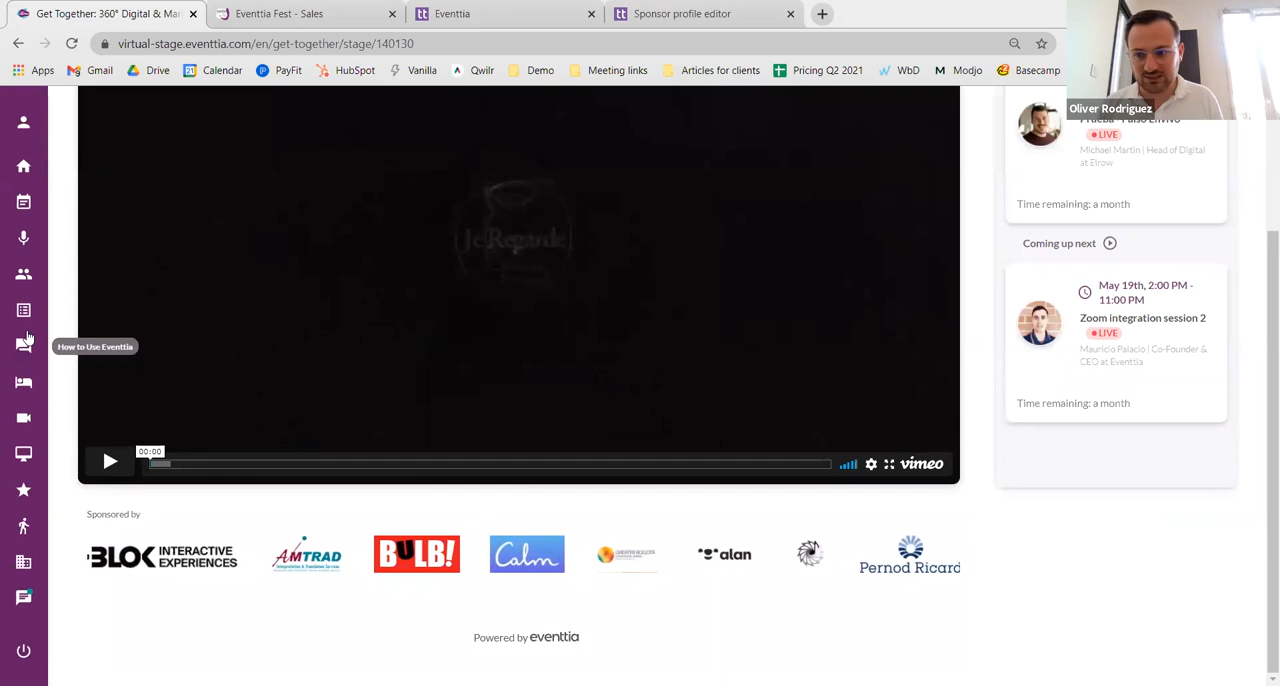 Get Together: 360° Digital & Mar
Eventtia Fest - Sales
Eventtia
Sponsor profile editor
virtual-stage.eventtia.com/en/get-together/stage/140130
Apps
Gmail
Drive
Calendar
PayFit
HubSpot
Vanilla
Qwilr
Demo
Meeting links
Articles for clients
Pricing Q2 2021
WbD
Modjo
Basecamp
Oliver Rodriguez
LIVE
Michael Martin | Head of Digital
at Elrow
Time remaining: a month
Coming up next
May 19th, 2:00 PM -
11:00 PM
Zoom integration session 2
LIVE
Mauricio Palacio | Co-Founder &
CEO at Eventtia
Time remaining: a month
How to Use Eventtia
Je Regarde
00:00
vimeo
Sponsored by
BLOK INTERACTIVE
EXPERIENCES
AMTRAD
BULB!
Calm
alan
Pernod Ricard
Powered by eventtia